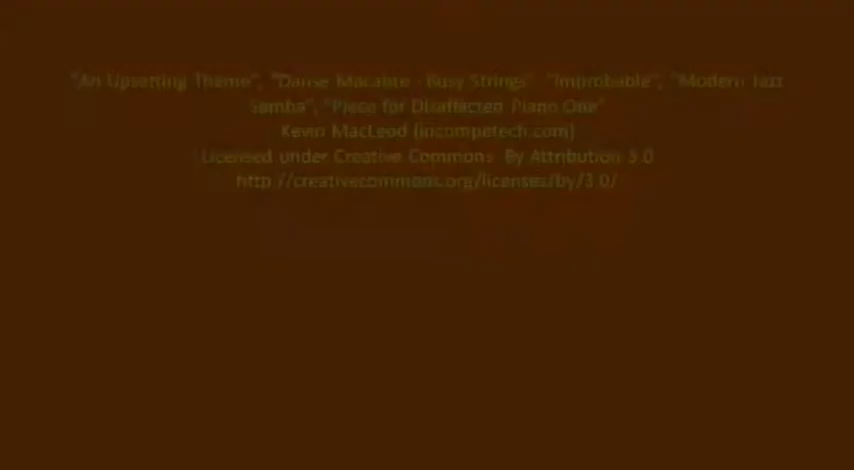 "An Upsetting Theme", "Danse Macabre - Busy Strings", "Improbable", "Modern Jazz
Samba", "Piece for Disaffected Piano One"
Kevin MacLeod (incompetech.com)
Licensed under Creative Commons: By Attribution 3.0
http://creativecommons.org/licenses/by/3.0/